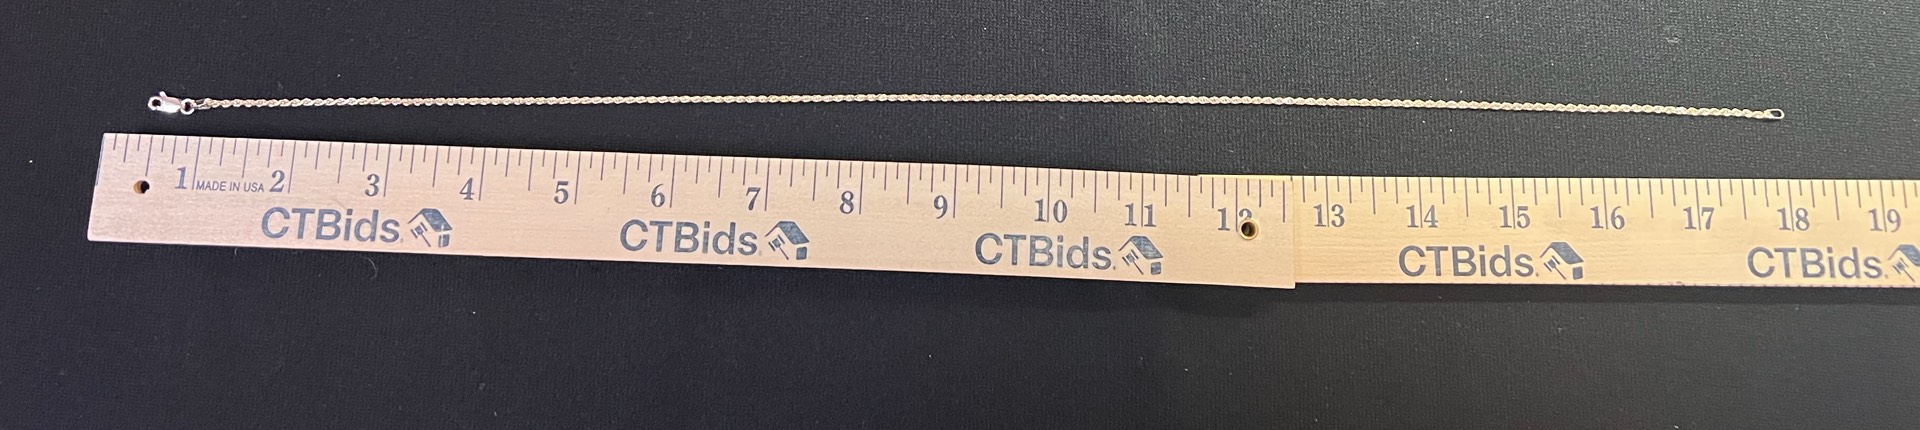 1 MADE IN USA 2 3 4 5 6 7 8 9 10 11 12 13 14 15 16 17 18 19
CTBids. CTBids. CTBids. CTBids. CTBids.